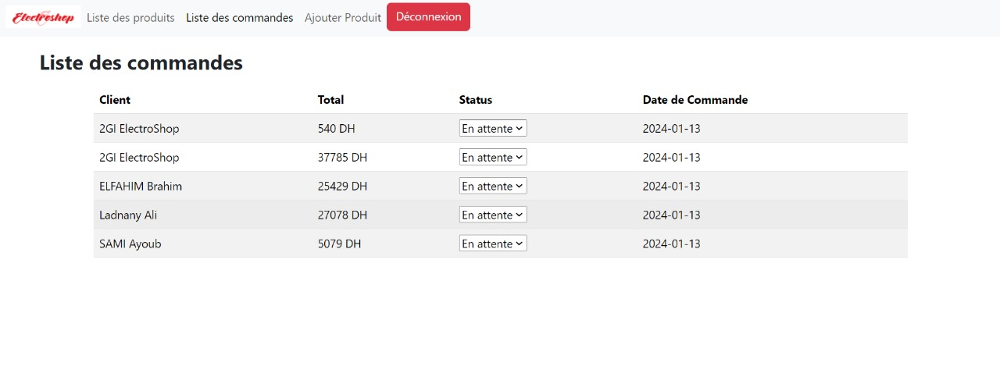 Electroshop Liste des produits Liste des commandes Ajouter Produit Déconnexion
Liste des commandes
Client Total Status Date de Commande
2GI ElectroShop 540 DH En attente 2024-01-13
2GI ElectroShop 37785 DH En attente 2024-01-13
ELFAHIM Brahim 25429 DH En attente 2024-01-13
Ladnany Ali 27078 DH En attente 2024-01-13
SAMI Ayoub 5079 DH En attente 2024-01-13